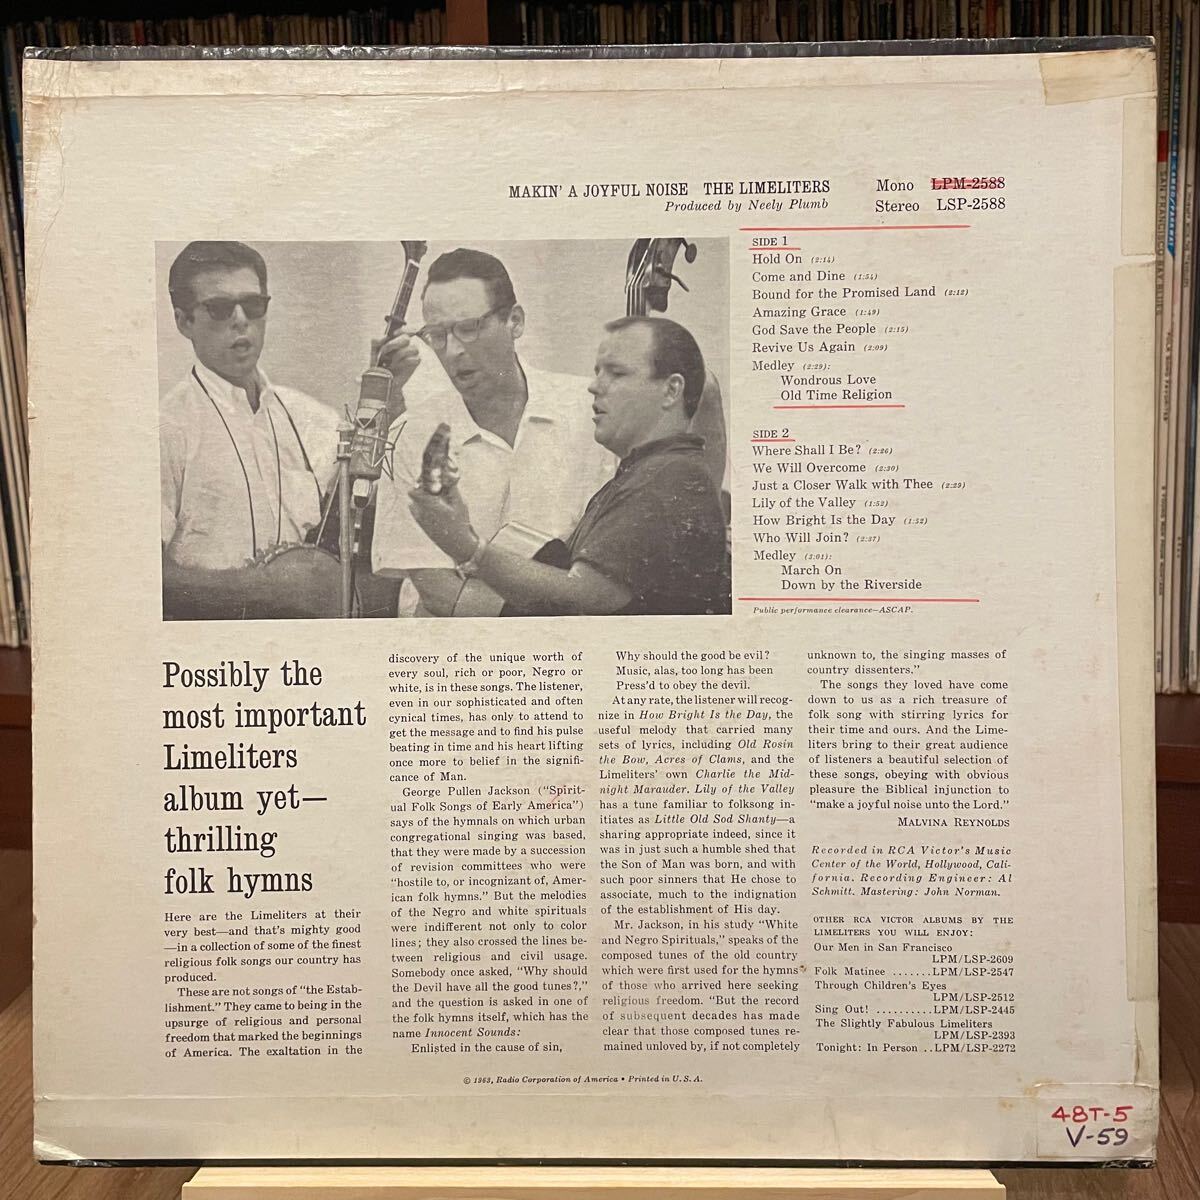 MAKIN' A JOYFUL NOISE THE LIMELITERS
Produced by Neely Plumb
Mono LPM-2588
Stereo LSP-2588
SIDE 1
Hold On (2:14)
Come and Dine (1:54)
Bound for the Promised Land (2:12)
Amazing Grace (1:49)
God Save the People (2:15)
Revive Us Again (2:09)
Medley (2:29):
Wondrous Love
Old Time Religion
SIDE 2
Where Shall I Be? (2:26)
We Will Overcome (2:30)
Just a Closer Walk with Thee (2:29)
Lily of the Valley (1:52)
How Bright Is the Day (1:52)
Who Will Join? (2:37)
Medley (3:01):
March On
Down by the Riverside
Public performance clearance—ASCAP.
Possibly the
most important
Limeliters
album yet—
thrilling
folk hymns
Here are the Limeliters at their
very best—and that's mighty good
—in a collection of some of the finest
religious folk songs our country has
produced.
These are not songs of "the Estab-
lishment." They came to being in the
upsurge of religious and personal
freedom that marked the beginnings
of America. The exaltation in the
discovery of the unique worth of
every soul, rich or poor, Negro or
white, is in these songs. The listener,
even in our sophisticated and often
cynical times, has only to attend to
get the message and to find his pulse
beating in time and his heart lifting
once more to belief in the signifi-
cance of Man.
George Pullen Jackson ("Spirit-
ual Folk Songs of Early America")
says of the hymnals on which urban
congregational singing was based,
that they were made by a succession
of revision committees who were
"hostile to, or incognizant of, Amer-
ican folk hymns." But the melodies
of the Negro and white spirituals
were indifferent not only to color
lines; they also crossed the lines be-
tween religious and civil usage.
Somebody once asked, "Why should
the Devil have all the good tunes?,"
and the question is asked in one of
the folk hymns itself, which has the
name Innocent Sounds:
Enlisted in the cause of sin,
Why should the good be evil?
Music, alas, too long has been
Press'd to obey the devil.
At any rate, the listener will recog-
nize in How Bright Is the Day, the
useful melody that carried many
sets of lyrics, including Old Rosin
the Bow, Acres of Clams, and the
Limeliters' own Charlie the Mid-
night Marauder. Lily of the Valley
has a tune familiar to folksong in-
itiates as Little Old Sod Shanty—a
sharing appropriate indeed, since it
was in just such a humble shed that
the Son of Man was born, and with
such poor sinners that He chose to
associate, much to the indignation
of the establishment of His day.
Mr. Jackson, in his study "White
and Negro Spirituals," speaks of the
composed tunes of the old country
which were first used for the hymns
of those who arrived here seeking
religious freedom. "But the record
of subsequent decades has made
clear that those composed tunes re-
mained unloved by, if not completely
unknown to, the singing masses of
country dissenters."
The songs they loved have come
down to us as a rich treasure of
folk song with stirring lyrics for
their time and ours. And the Lime-
liters bring to their great audience
of listeners a beautiful selection of
these songs, obeying with obvious
pleasure the Biblical injunction to
"make a joyful noise unto the Lord."
MALVINA REYNOLDS
Recorded in RCA Victor's Music
Center of the World, Hollywood, Cali-
fornia. Recording Engineer: Al
Schmitt. Mastering: John Norman.
OTHER RCA VICTOR ALBUMS BY THE
LIMELITERS YOU WILL ENJOY:
Our Men in San Francisco
LPM/LSP-2609
Folk Matinee .......LPM/LSP-2547
Through Children's Eyes
LPM/LSP-2512
Sing Out! ..........LPM/LSP-2445
The Slightly Fabulous Limeliters
LPM/LSP-2393
Tonight: In Person ..LPM/LSP-2272
© 1963, Radio Corporation of America • Printed in U. S. A.
48T-5
V-59